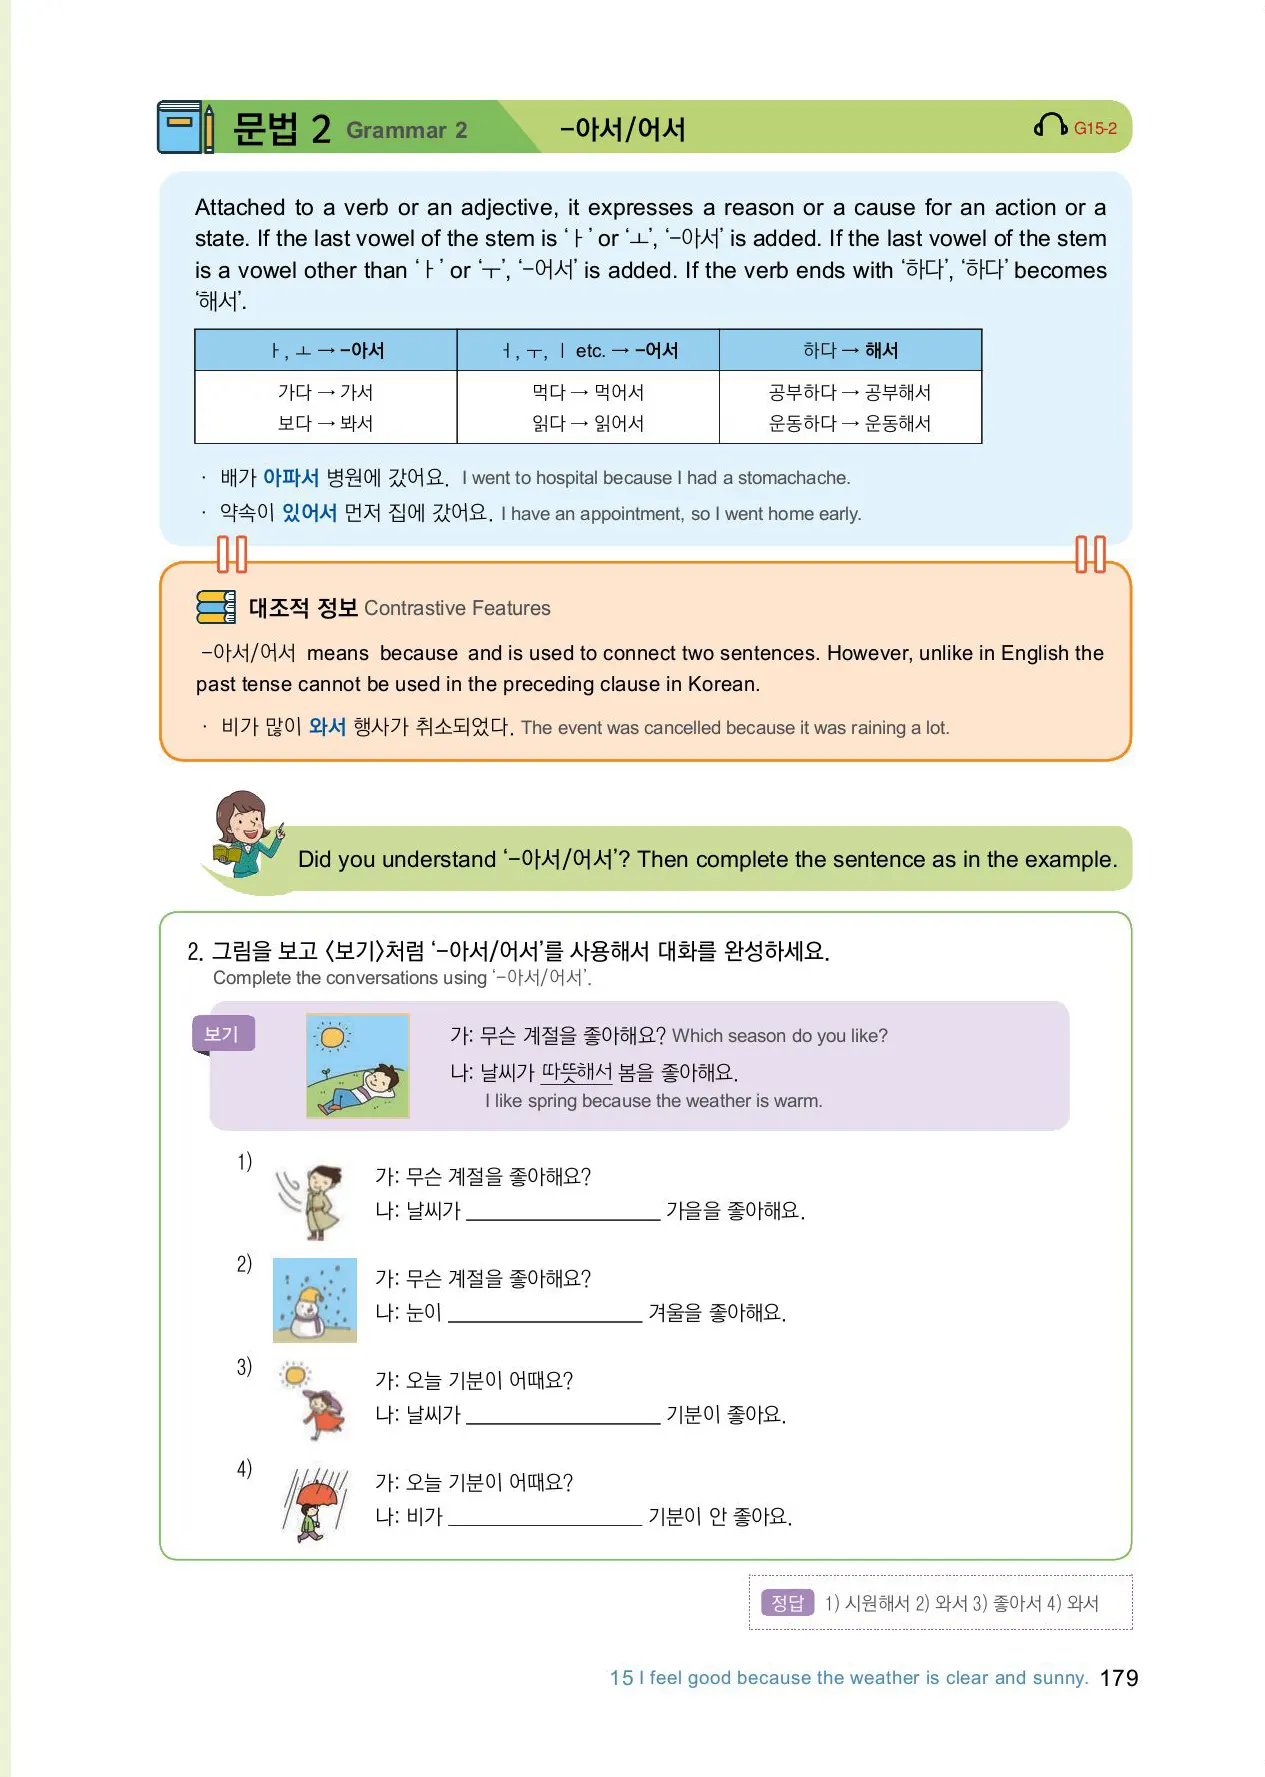 문법 2 Grammar 2 -아서/어서 G15-2
Attached to a verb or an adjective, it expresses a reason or a cause for an action or a
state. If the last vowel of the stem is ‘ㅏ’ or ‘ㅗ’, ‘-아서’ is added. If the last vowel of the stem
is a vowel other than ‘ㅏ’ or ‘ㅜ’, ‘-어서’ is added. If the verb ends with ‘하다’, ‘하다’ becomes
‘해서’.
ㅏ, ㅗ → -아서 ㅓ, ㅜ, ㅣ etc. → -어서 하다 → 해서
가다 → 가서 먹다 → 먹어서 공부하다 → 공부해서
보다 → 봐서 읽다 → 읽어서 운동하다 → 운동해서
· 배가 아파서 병원에 갔어요. I went to hospital because I had a stomachache.
· 약속이 있어서 먼저 집에 갔어요. I have an appointment, so I went home early.
대조적 정보 Contrastive Features
-아서/어서 means because and is used to connect two sentences. However, unlike in English the
past tense cannot be used in the preceding clause in Korean.
· 비가 많이 와서 행사가 취소되었다. The event was cancelled because it was raining a lot.
Did you understand ‘-아서/어서’? Then complete the sentence as in the example.
2. 그림을 보고 <보기>처럼 ‘-아서/어서’를 사용해서 대화를 완성하세요.
Complete the conversations using ‘-아서/어서’.
보기
가: 무슨 계절을 좋아해요? Which season do you like?
나: 날씨가 따뜻해서 봄을 좋아해요.
I like spring because the weather is warm.
1)
가: 무슨 계절을 좋아해요?
나: 날씨가 ____________ 가을을 좋아해요.
2)
가: 무슨 계절을 좋아해요?
나: 눈이 ____________ 겨울을 좋아해요.
3)
가: 오늘 기분이 어때요?
나: 날씨가 ____________ 기분이 좋아요.
4)
가: 오늘 기분이 어때요?
나: 비가 ____________ 기분이 안 좋아요.
정답 1) 시원해서 2) 와서 3) 좋아서 4) 와서
15 I feel good because the weather is clear and sunny. 179